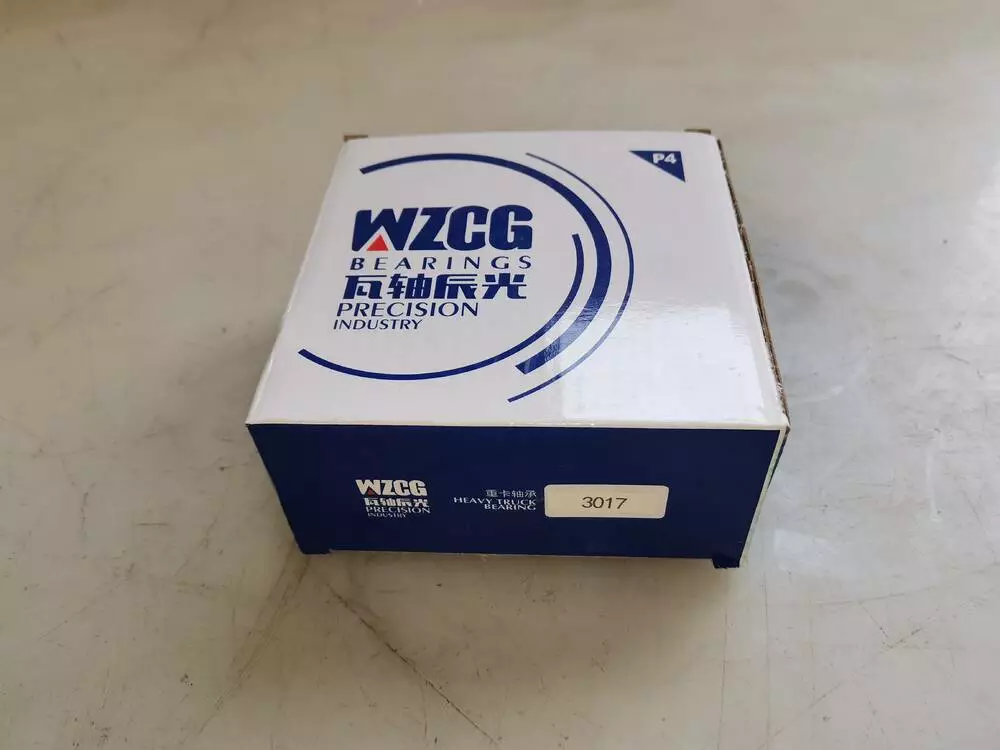 P4
WZCG
BEARINGS
瓦轴辰光
PRECISION
INDUSTRY
WZCG
瓦轴辰光
PRECISION
INDUSTRY
重卡轴承
HEAVY TRUCK
BEARING
3017